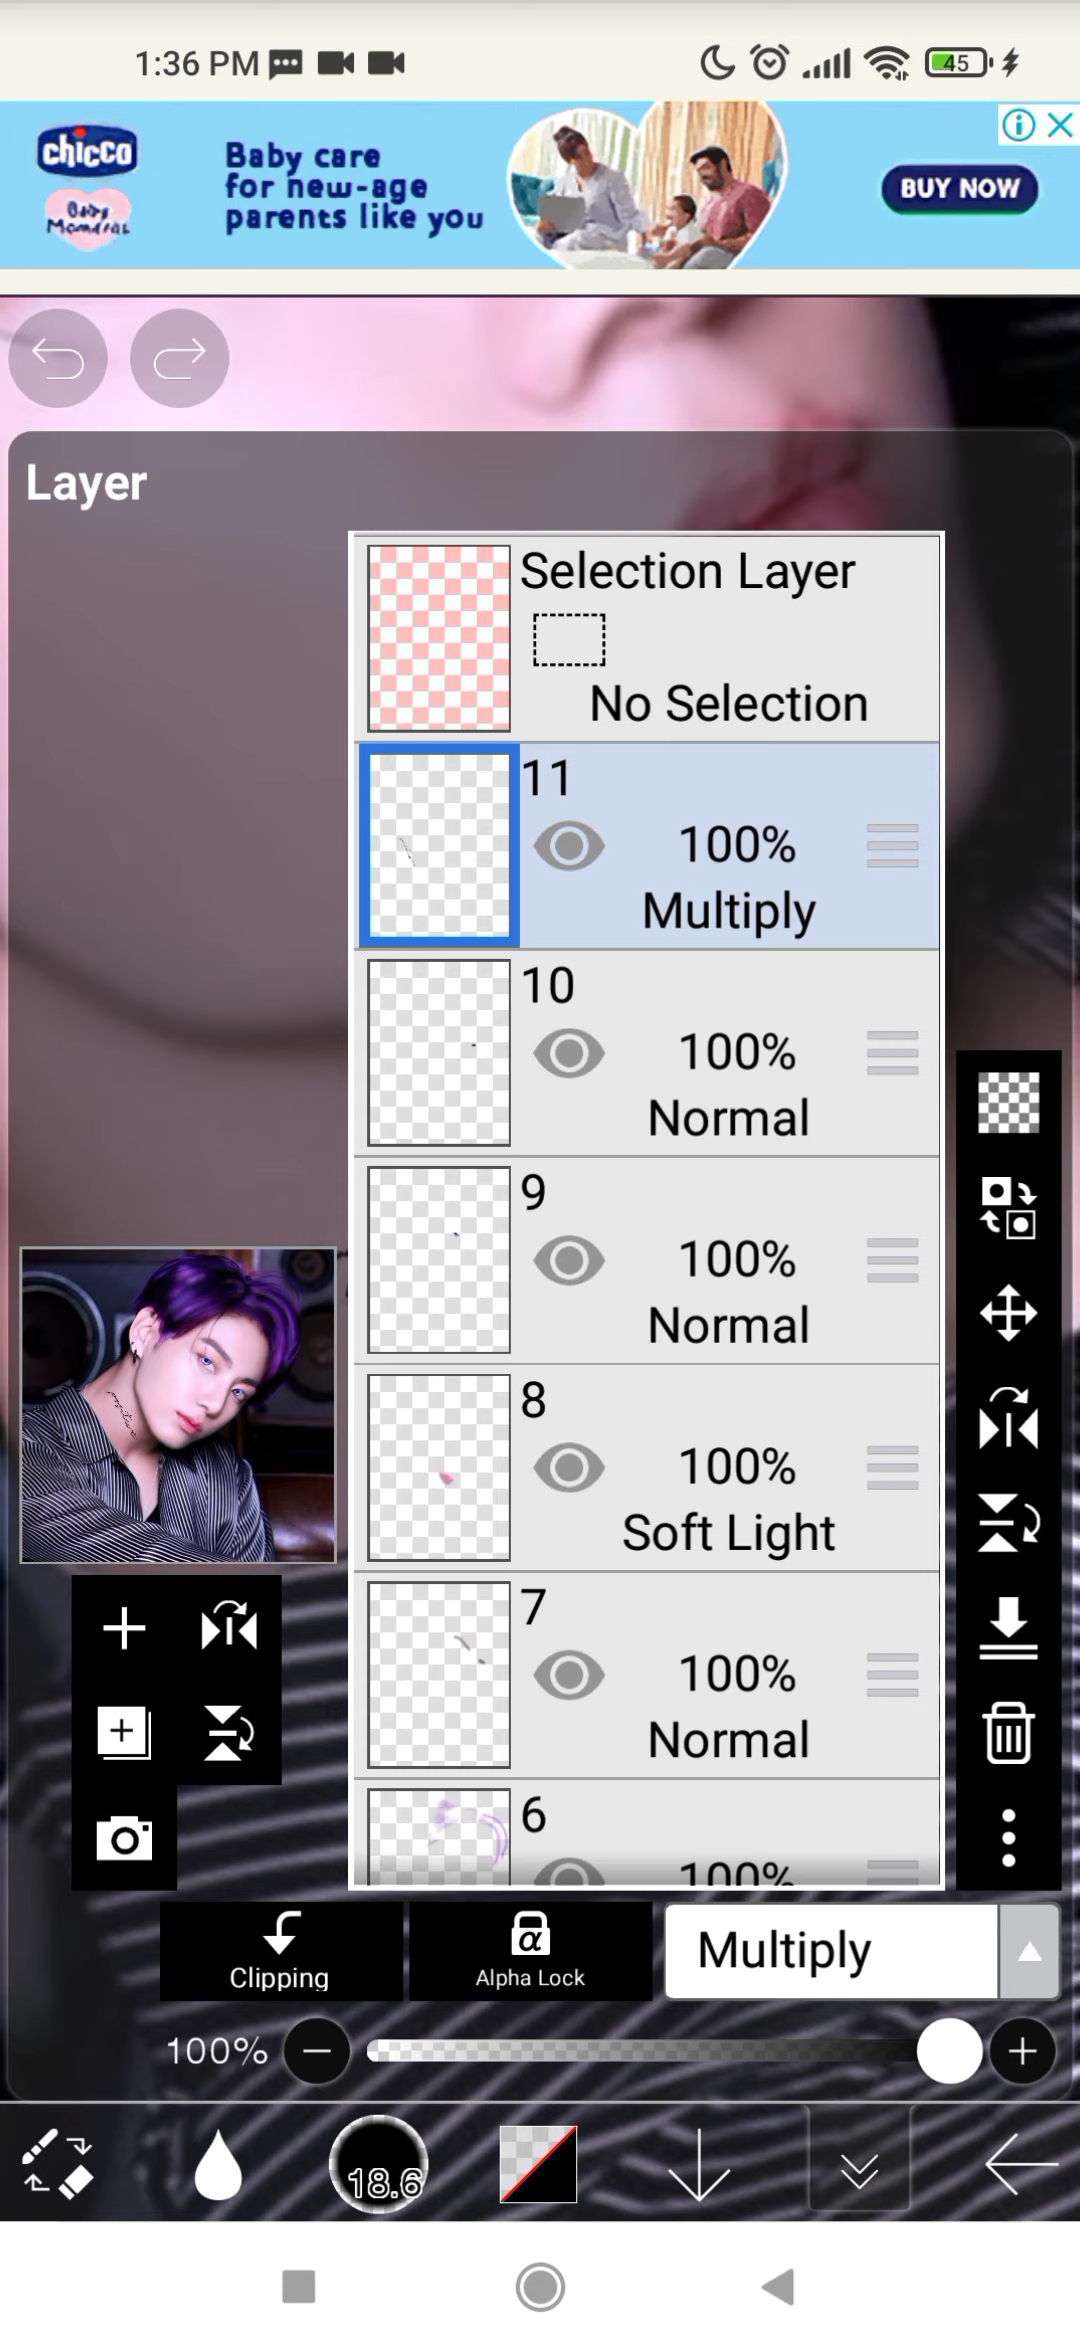 1:36 PM
45
chicco
Baby
Moments
Baby care
for new-age
parents like you
BUY NOW
Layer
Selection Layer
No Selection
11
100%
Multiply
10
100%
Normal
9
100%
Normal
8
100%
Soft Light
7
100%
Normal
6
100%
Clipping
α
Alpha Lock
Multiply
100%
18.6